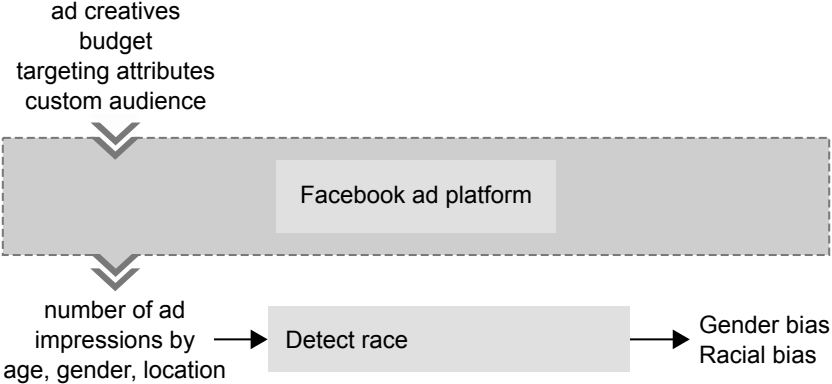 ad creatives
budget
targeting attributes
custom audience
Facebook ad platform
number of ad
impressions by
age, gender, location
Detect race
Gender bias
Racial bias